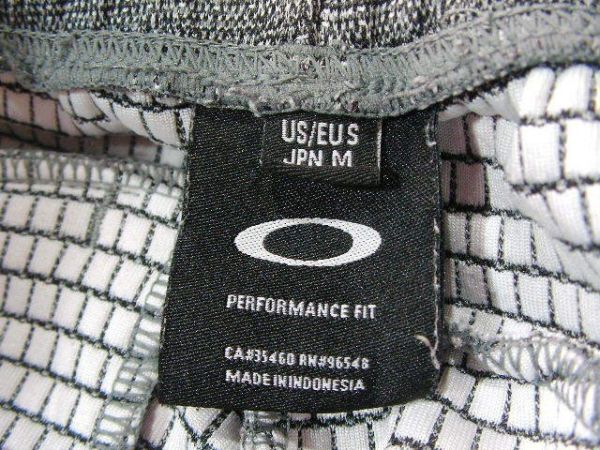 US/EU S
JPN M
PERFORMANCE FIT
CA#35460 RN#96548
MADE IN INDONESIA